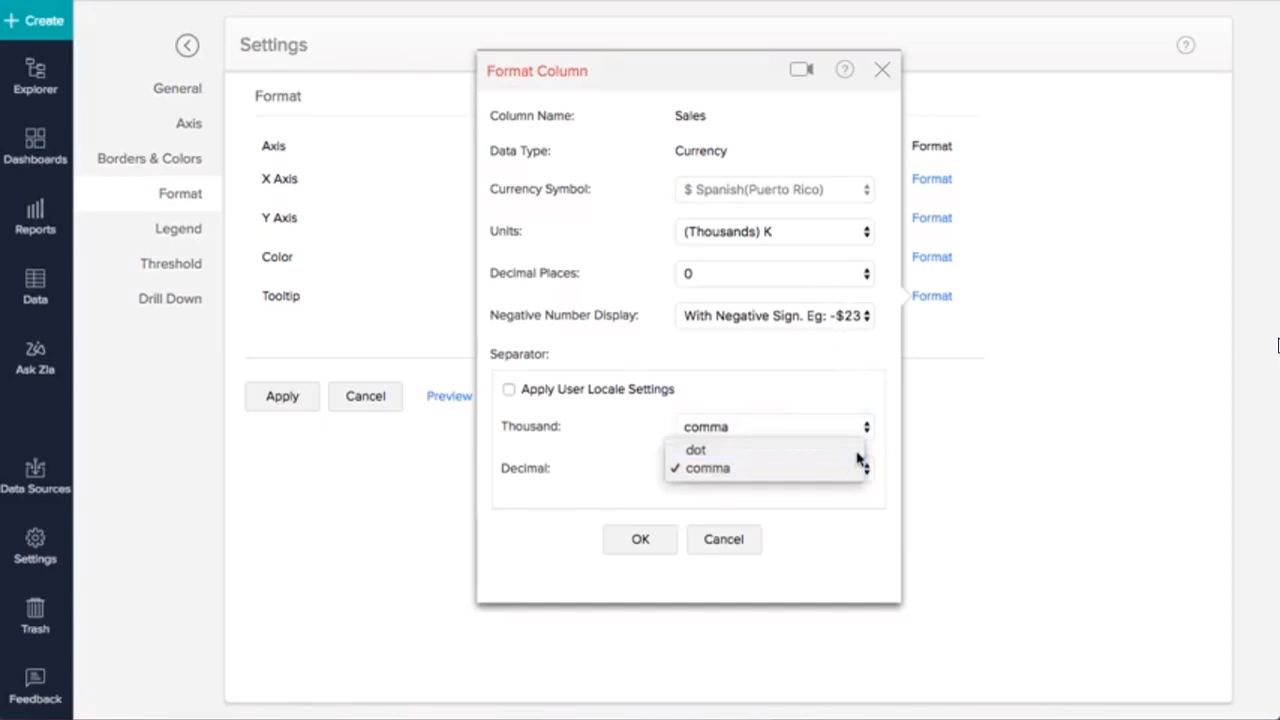 + Create
Explorer
Dashboards
Reports
Data
Ask Zia
Data Sources
Settings
Trash
Feedback
General
Axis
Borders & Colors
Format
Legend
Threshold
Drill Down
Settings
?
Format
Axis
Format
X Axis
Format
Y Axis
Format
Color
Format
Tooltip
Format
Apply
Cancel
Preview
Format Column
?
Column Name: Sales
Data Type: Currency
Currency Symbol: $ Spanish(Puerto Rico)
Units: (Thousands) K
Decimal Places: 0
Negative Number Display: With Negative Sign. Eg: -$23
Separator:
Apply User Locale Settings
Thousand: comma
dot
Decimal: ✓ comma
OK
Cancel